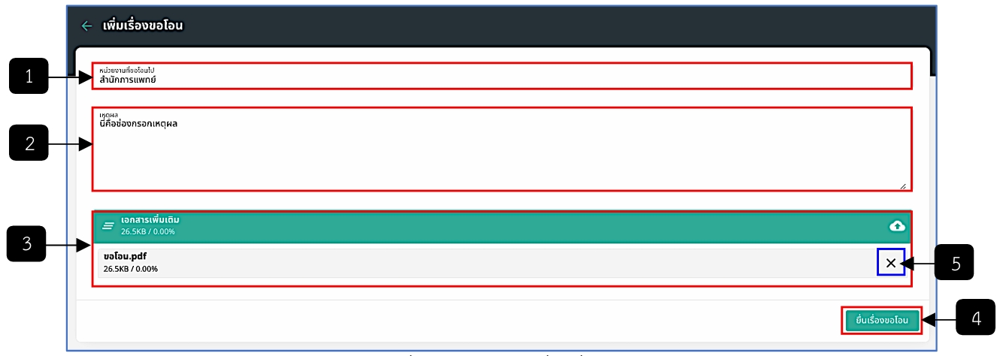 เพิ่มเรื่องขอโอน
1
หน่วยงานที่ขอโอนไป
สำนักการแพทย์
2
เหตุผล
นี่คือช่องกรอกเหตุผล
3
เอกสารเพิ่มเติม
26.5KB / 0.00%
ขอโอน.pdf
26.5KB / 0.00%
5
ยื่นเรื่องขอโอน
4